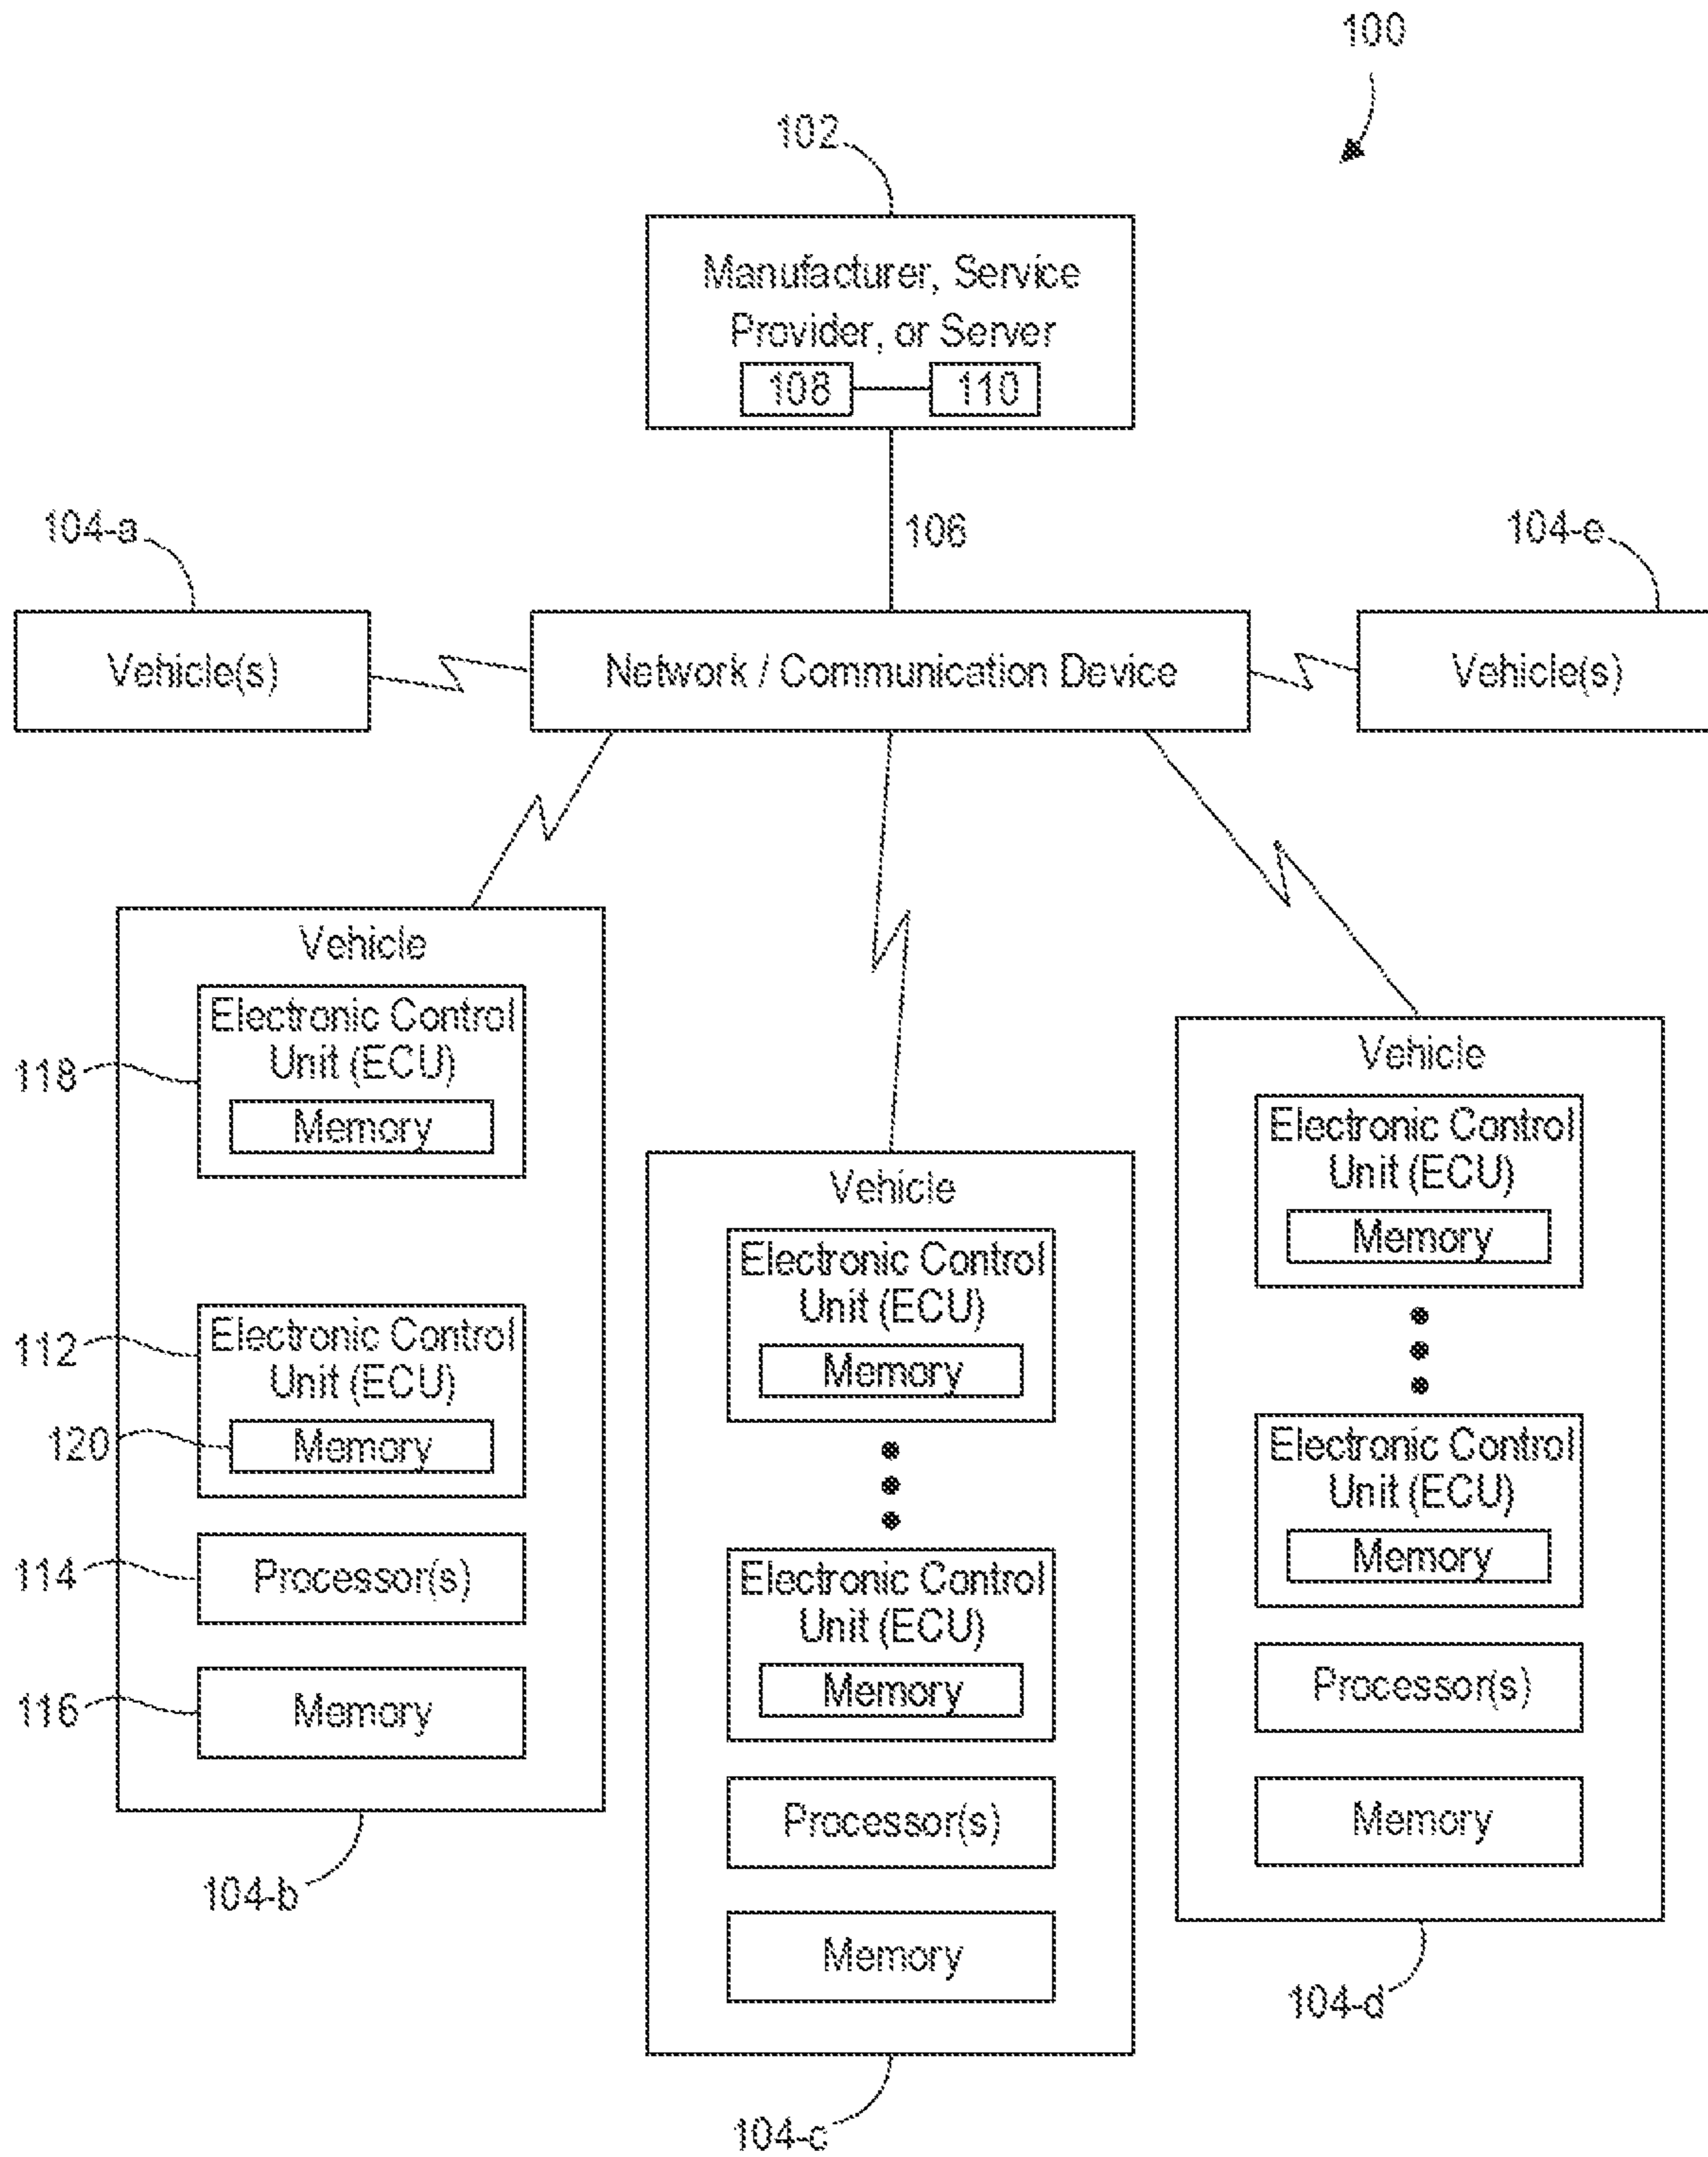 100
102
Manufacturer, Service
Provider, or Server
108
110
106
104-a
104-e
Vehicle(s)
Network / Communication Device
Vehicle(s)
Vehicle
Electronic Control
Unit (ECU)
Memory
118
Electronic Control
Unit (ECU)
Memory
112
120
Processor(s)
114
Memory
116
104-b
Vehicle
Electronic Control
Unit (ECU)
Memory
Electronic Control
Unit (ECU)
Memory
Processor(s)
Memory
104-c
Vehicle
Electronic Control
Unit (ECU)
Memory
Electronic Control
Unit (ECU)
Memory
Processor(s)
Memory
104-d